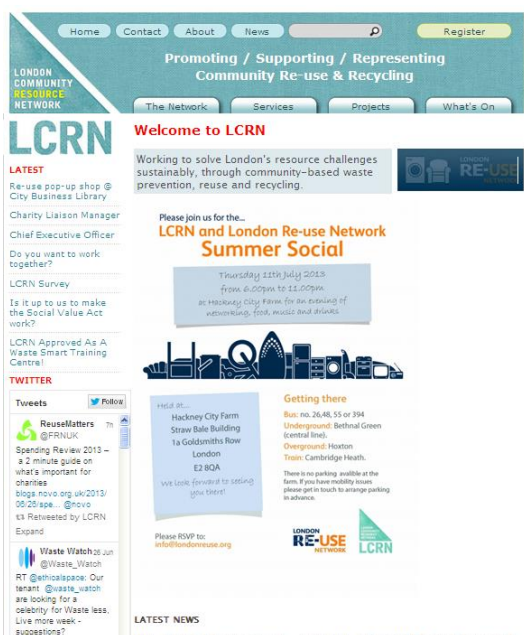 Home
Contact
About
News
Register
LONDON
COMMUNITY
RESOURCE
NETWORK
Promoting / Supporting / Representing
Community Re-use & Recycling
The Network
Services
Projects
What's On
LCRN
LATEST
Re-use pop-up shop @
City Business Library
Charity Liaison Manager
Chief Executive Officer
Do you want to work
together?
LCRN Survey
Is it up to us to make
the Social Value Act
work?
LCRN Approved As A
Waste Smart Training
Centre!
TWITTER
Tweets
Follow
ReuseMatters 7h
@FRNUK
Spending Review 2013 –
a 2 minute guide on
what's important for
charities
blogs.ncvo.org.uk/2013/
06/26/spe... @ncvo
Retweeted by LCRN
Expand
Waste Watch 26 Jun
@Waste_Watch
RT @ethicalspace: Our
tenant @waste_watch
are looking for a
celebrity for Waste less,
Live more week -
suggestions?
Welcome to LCRN
Working to solve London's resource challenges
sustainably, through community-based waste
prevention, reuse and recycling.
LONDON
RE-USE
NETWORK
Please join us for the...
LCRN and London Re-use Network
Summer Social
Thursday 11th July 2013
from 6.00pm to 11.00pm
at Hackney City Farm for an evening of
networking, food, music and drinks
Held at...
Hackney City Farm
Straw Bale Building
1a Goldsmiths Row
London
E2 8QA
We look forward to seeing
you there!
Getting there
Bus: no. 26,48, 55 or 394
Underground: Bethnal Green
(central line).
Overground: Hoxton
Train: Cambridge Heath.
There is no parking avalible at the
farm. If you have mobility issues
please get in touch to arrange parking
in advance.
Please RSVP to:
info@londonreuse.org
LONDON
RE-USE
NETWORK
LCRN
LATEST NEWS